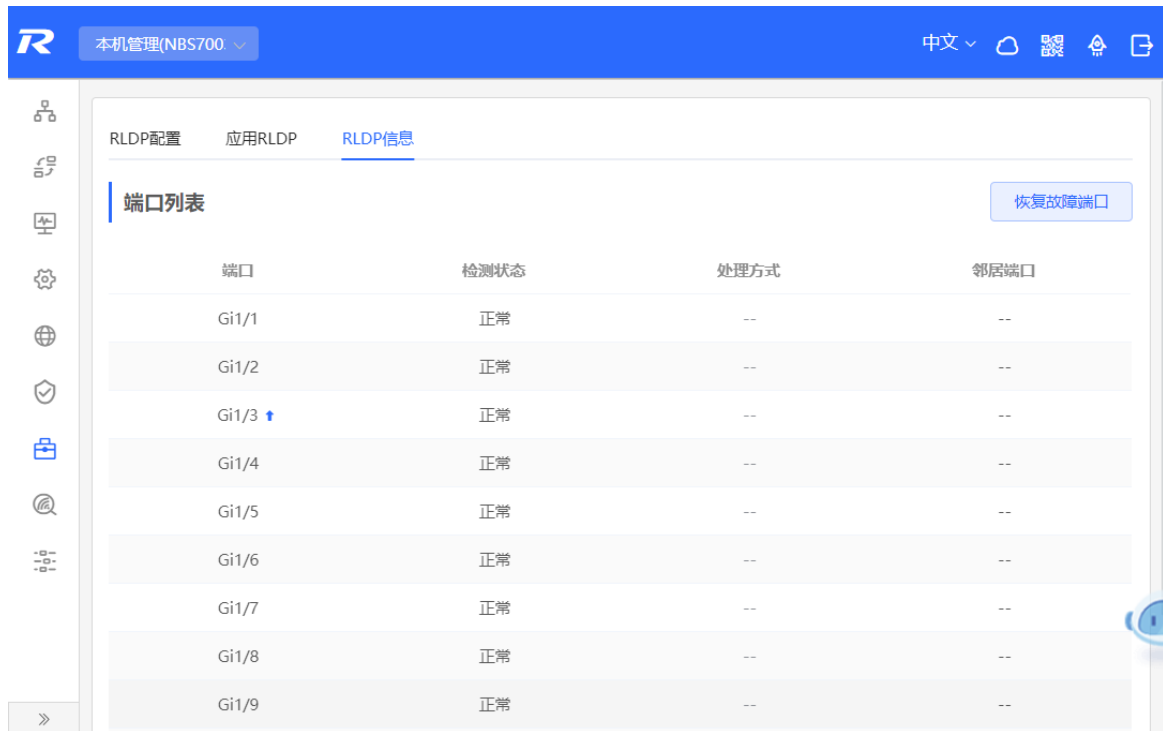 本机管理(NBS700
中文
RLDP配置 应用RLDP RLDP信息
端口列表
恢复故障端口
端口 检测状态 处理方式 邻居端口
Gi1/1 正常 -- --
Gi1/2 正常 -- --
Gi1/3 正常 -- --
Gi1/4 正常 -- --
Gi1/5 正常 -- --
Gi1/6 正常 -- --
Gi1/7 正常 -- --
Gi1/8 正常 -- --
Gi1/9 正常 -- --